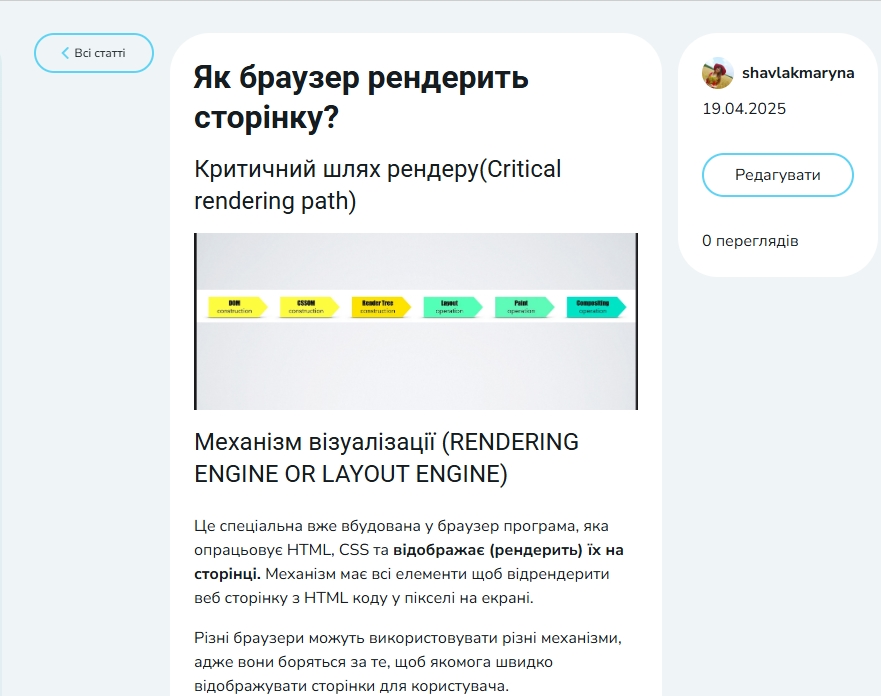 Всі статті
Як браузер рендерить
сторінку?
Критичний шлях рендеру(Critical
rendering path)
DOM
construction
CSSOM
construction
Render Tree
construction
Layout
operation
Paint
operation
Compositing
operation
Механізм візуалізації (RENDERING
ENGINE OR LAYOUT ENGINE)
Це спеціальна вже вбудована у браузер програма, яка
опрацьовує HTML, CSS та відображає (рендерить) їх на
сторінці. Механізм має всі елементи щоб відрендерити
веб сторінку з HTML коду у пікселі на екрані.
Різні браузери можуть використовувати різні механізми,
адже вони боряться за те, щоб якомога швидко
відображувати сторінки для користувача.
shavlakmaryna
19.04.2025
Редагувати
0 переглядів